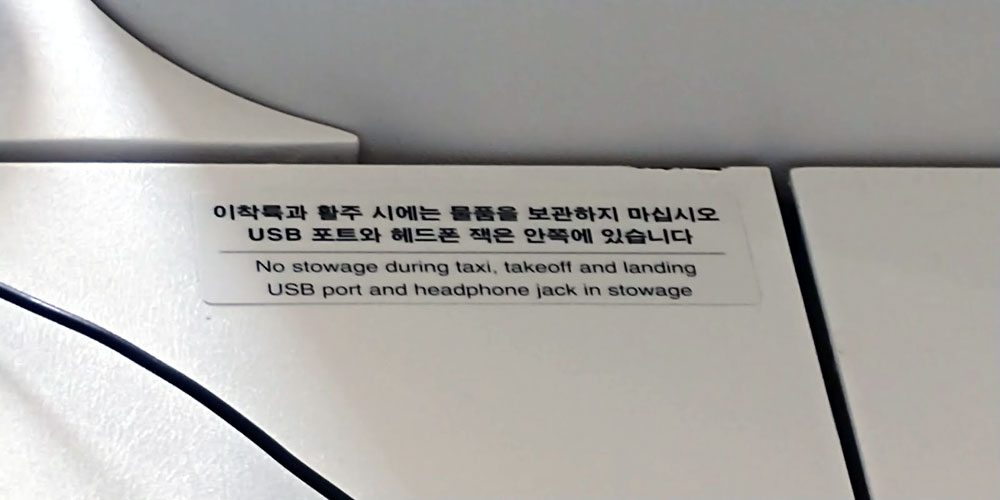 이착륙과 활주 시에는 물품을 보관하지 마십시오
USB 포트와 헤드폰 잭은 안쪽에 있습니다
No stowage during taxi, takeoff and landing
USB port and headphone jack in stowage